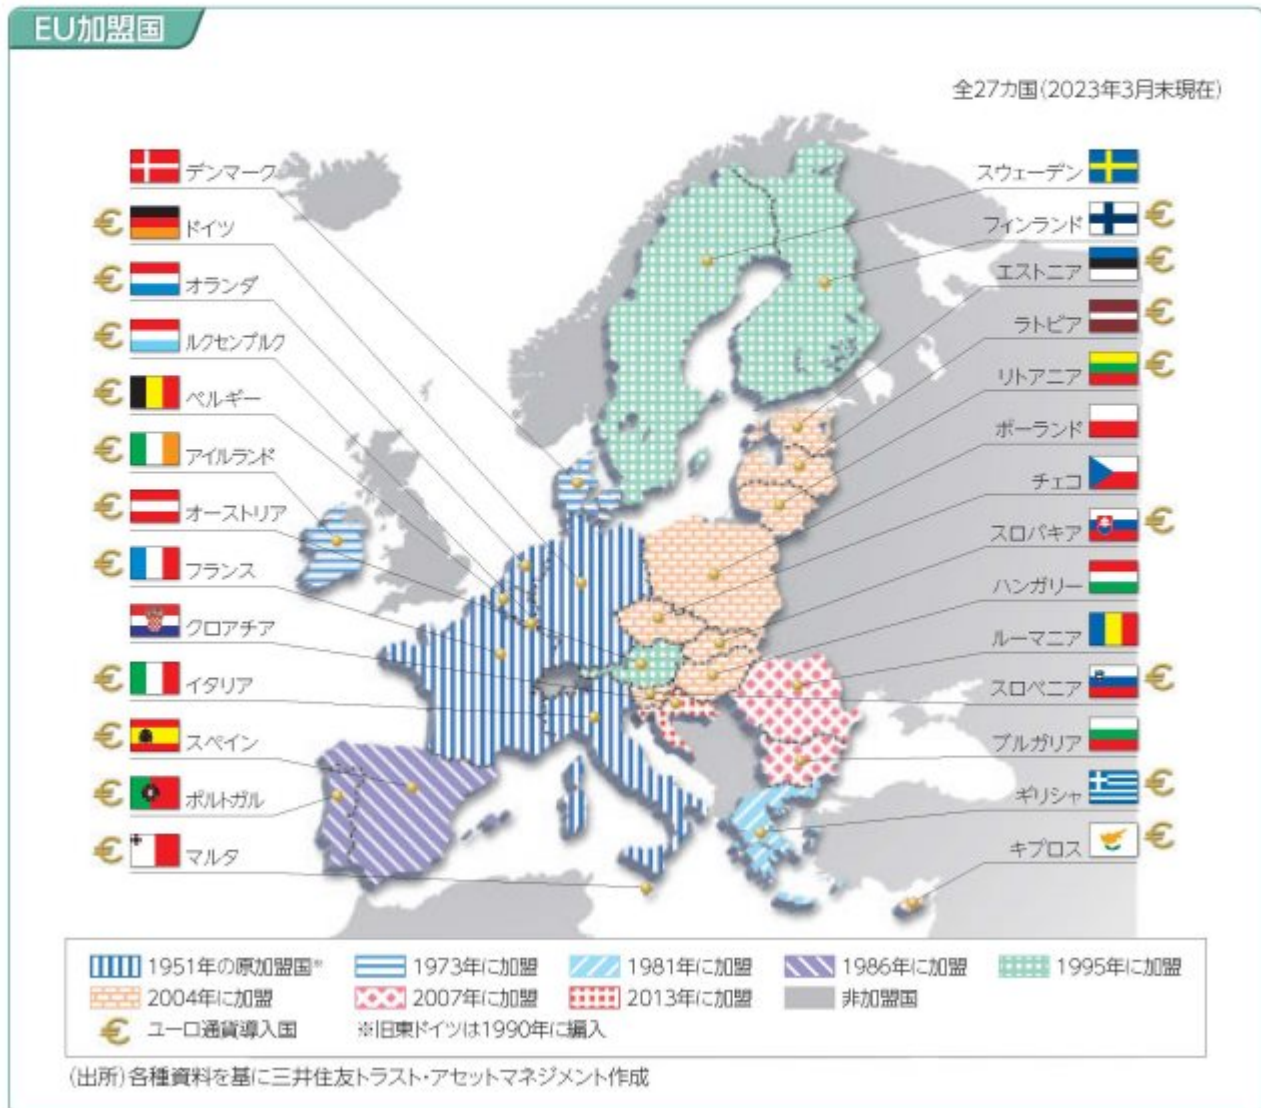 EU加盟国
全27カ国(2023年3月末現在)
デンマーク
€ ドイツ
€ オランダ
€ ルクセンブルク
€ ベルギー
€ アイルランド
€ オーストリア
€ フランス
クロアチア
€ イタリア
€ スペイン
€ ポルトガル
€ マルタ
スウェーデン
フィンランド €
エストニア €
ラトビア €
リトアニア €
ポーランド
チェコ
スロバキア €
ハンガリー
ルーマニア
スロベニア €
ブルガリア
ギリシャ €
キプロス €
1951年の原加盟国※ 1973年に加盟 1981年に加盟 1986年に加盟 1995年に加盟
2004年に加盟 2007年に加盟 2013年に加盟 非加盟国
€ ユーロ通貨導入国 ※旧東ドイツは1990年に編入
(出所)各種資料を基に三井住友トラスト・アセットマネジメント作成